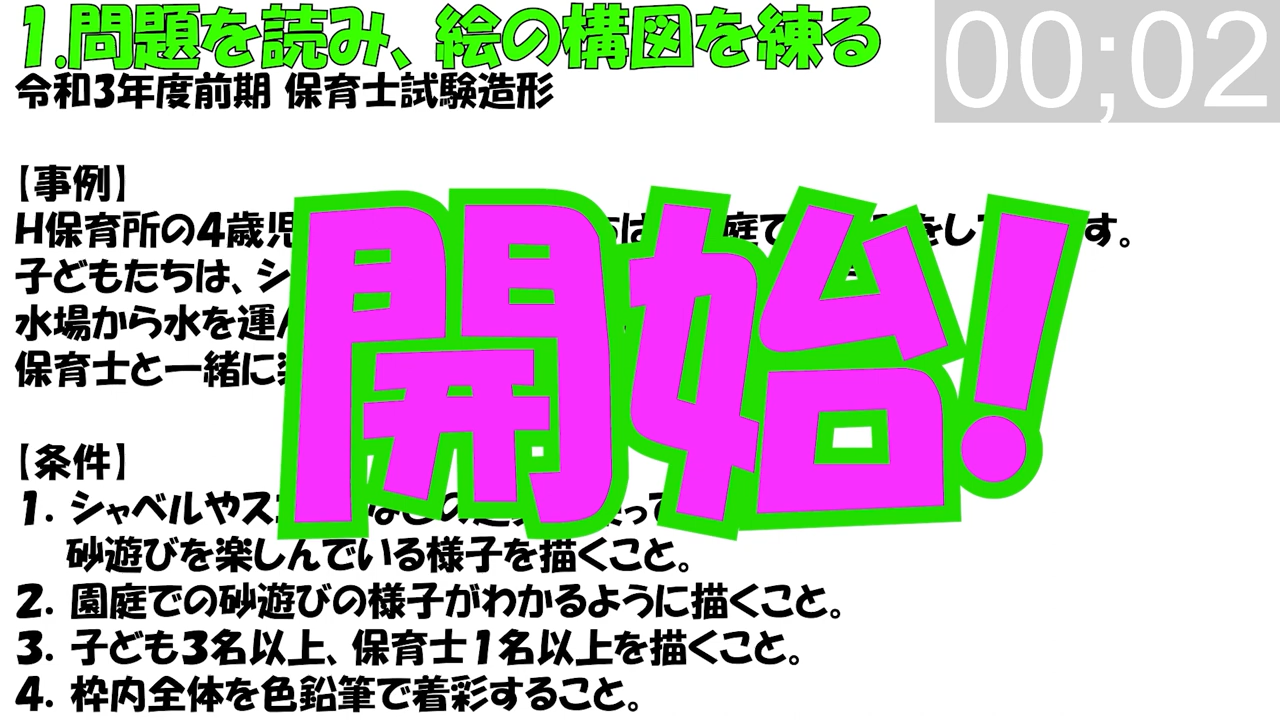 1.問題を読み、絵の構図を練る
00;02
令和3年度前期 保育士試験造形
【事例】
H保育所の4歳児
をし
す。
子どもたちは、シ
水場から水を運ん
保育士と一緒に楽
開始!
【条件】
1. シャベルやス
砂遊びを楽しんでいる様子を描くこと。
2. 園庭での砂遊びの様子がわかるように描くこと。
3. 子ども3名以上、保育士1名以上を描くこと。
4. 枠内全体を色鉛筆で着彩すること。